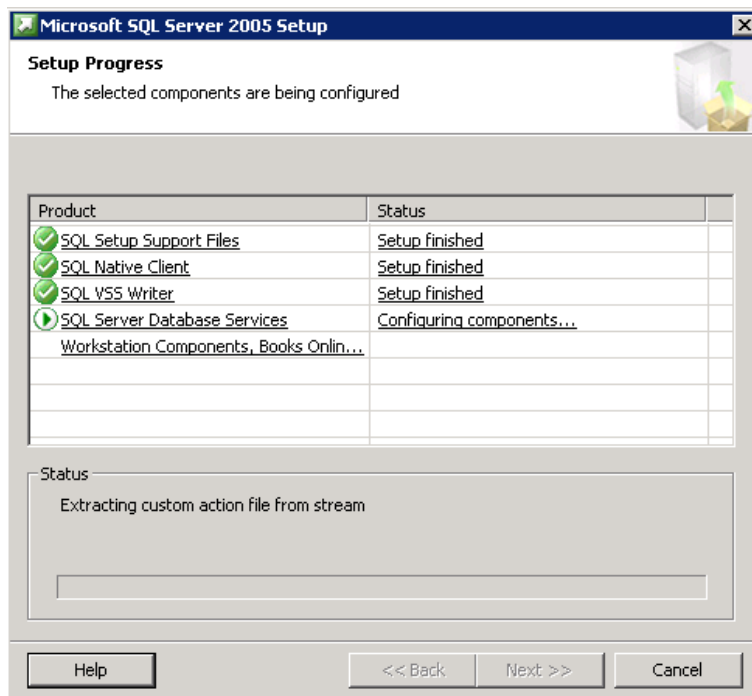 Microsoft SQL Server 2005 Setup
Setup Progress
The selected components are being configured
Product Status
SQL Setup Support Files Setup finished
SQL Native Client Setup finished
SQL VSS Writer Setup finished
SQL Server Database Services Configuring components...
Workstation Components, Books Onlin...
Status
Extracting custom action file from stream
Help << Back Next >> Cancel